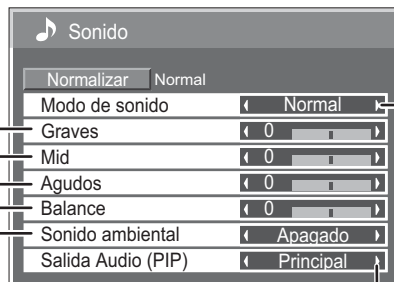 Sonido
Normalizar Normal
Modo de sonido Normal
Graves 0
Mid 0
Agudos 0
Balance 0
Sonido ambiental Apagado
Salida Audio (PIP) Principal